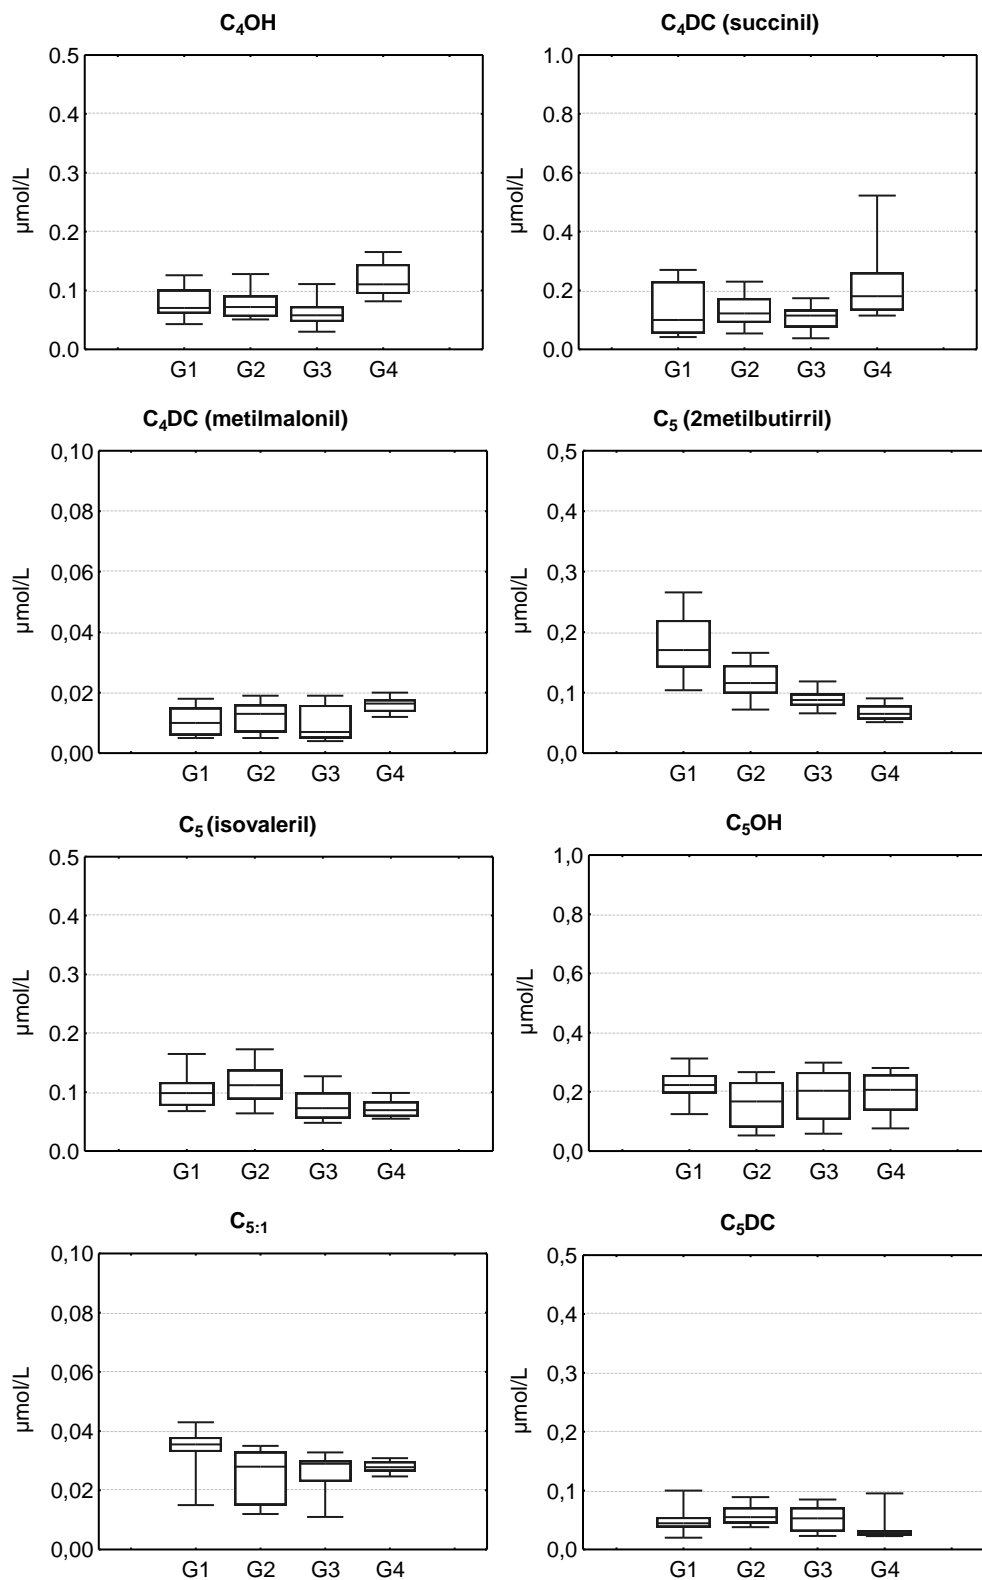 C₄OH
0.5
0.4
0.3
0.2
0.1
0.0
µmol/L
G1 G2 G3 G4
C₄DC (succinil)
1.0
0.8
0.6
0.4
0.2
0.0
µmol/L
G1 G2 G3 G4
C₄DC (metilmalonil)
0,10
0,08
0,06
0,04
0,02
0,00
µmol/L
G1 G2 G3 G4
C₅ (2metilbutirril)
0,5
0,4
0,3
0,2
0,1
0,0
µmol/L
G1 G2 G3 G4
C₅ (isovaleril)
0.5
0.4
0.3
0.2
0.1
0.0
µmol/L
G1 G2 G3 G4
C₅OH
1,0
0,8
0,6
0,4
0,2
0,0
µmol/L
G1 G2 G3 G4
C₅:₁
0,10
0,08
0,06
0,04
0,02
0,00
µmol/L
G1 G2 G3 G4
C₅DC
0,5
0,4
0,3
0,2
0,1
0,0
µmol/L
G1 G2 G3 G4